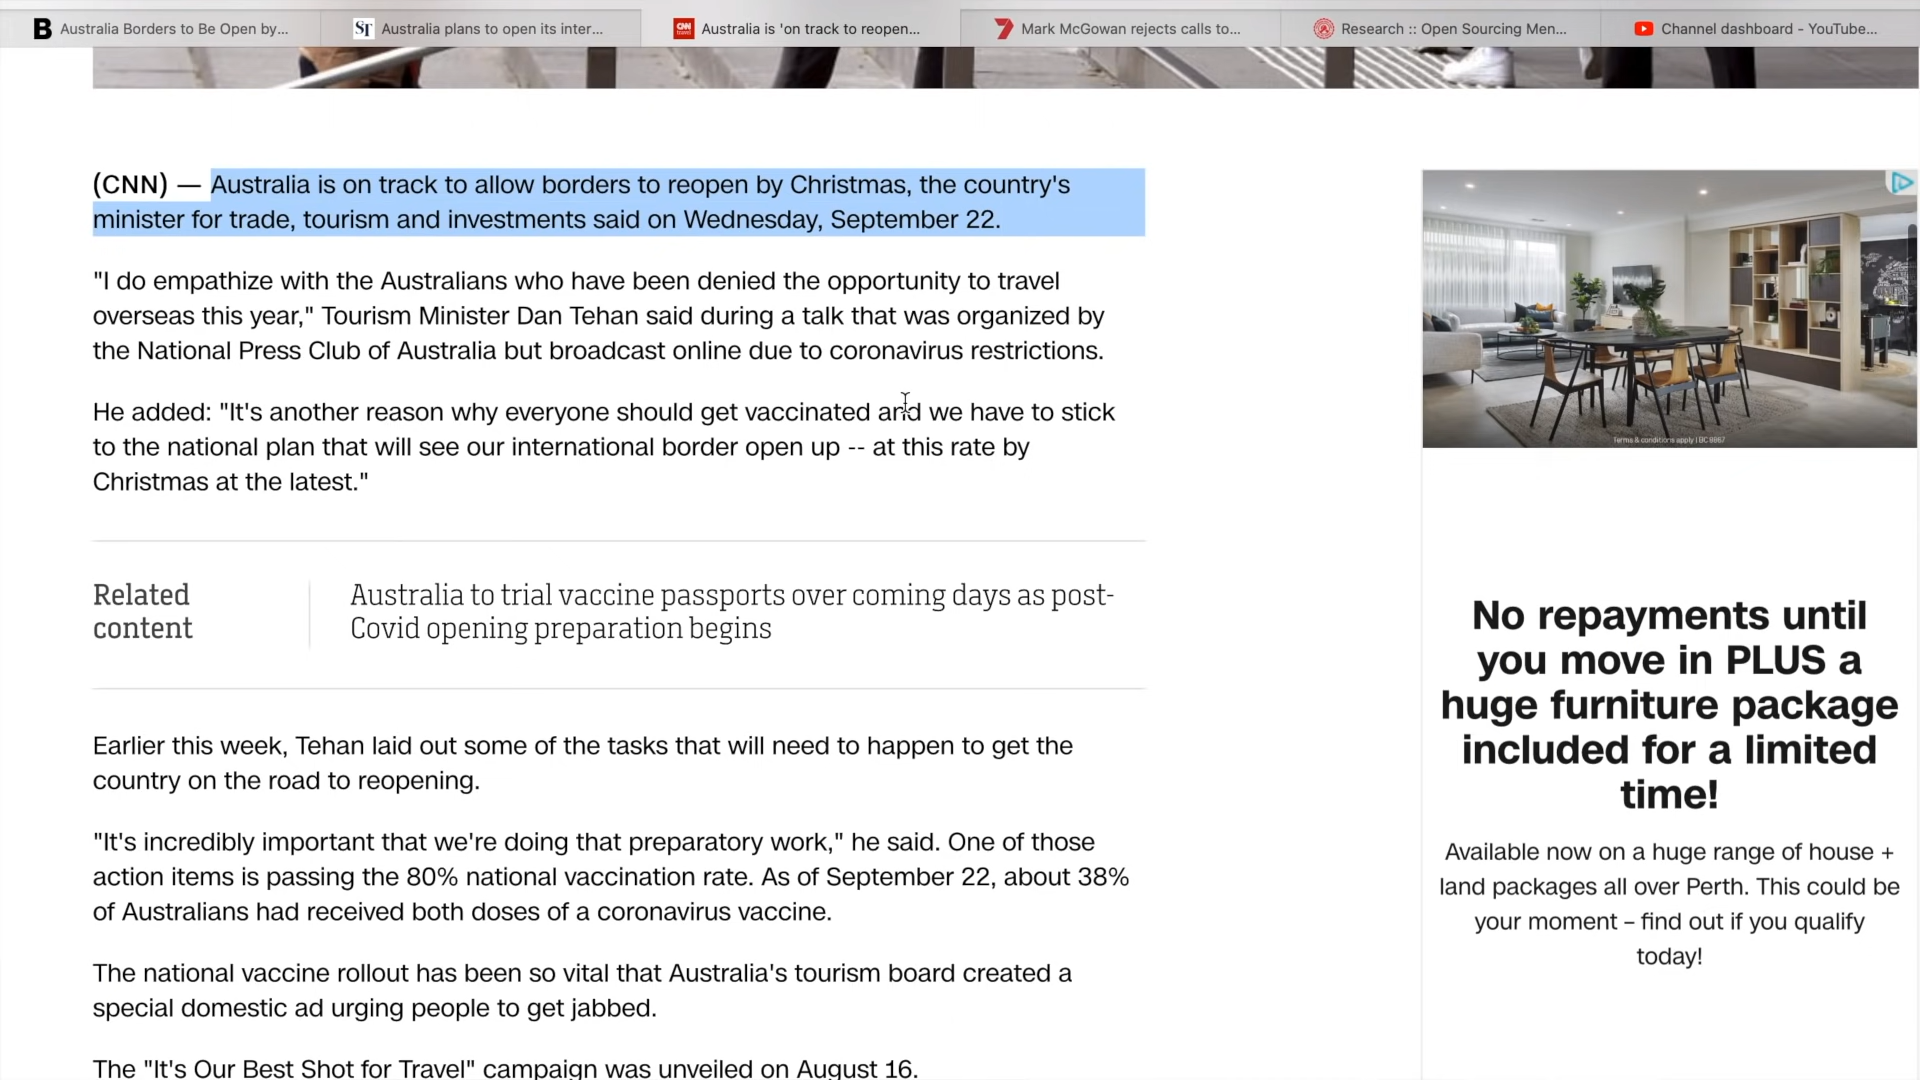 B Australia Borders to Be Open by...
ST Australia plans to open its inter...
CNN travel Australia is 'on track to reopen...
7 Mark McGowan rejects calls to...
Research :: Open Sourcing Men...
Channel dashboard - YouTube...
(CNN) — Australia is on track to allow borders to reopen by Christmas, the country's
minister for trade, tourism and investments said on Wednesday, September 22.
"I do empathize with the Australians who have been denied the opportunity to travel
overseas this year," Tourism Minister Dan Tehan said during a talk that was organized by
the National Press Club of Australia but broadcast online due to coronavirus restrictions.
He added: "It's another reason why everyone should get vaccinated and we have to stick
to the national plan that will see our international border open up -- at this rate by
Christmas at the latest."
Related
content
Australia to trial vaccine passports over coming days as post-
Covid opening preparation begins
Earlier this week, Tehan laid out some of the tasks that will need to happen to get the
country on the road to reopening.
"It's incredibly important that we're doing that preparatory work," he said. One of those
action items is passing the 80% national vaccination rate. As of September 22, about 38%
of Australians had received both doses of a coronavirus vaccine.
The national vaccine rollout has been so vital that Australia's tourism board created a
special domestic ad urging people to get jabbed.
The "It's Our Best Shot for Travel" campaign was unveiled on August 16.
Terms & conditions apply | BC 9867
No repayments until
you move in PLUS a
huge furniture package
included for a limited
time!
Available now on a huge range of house +
land packages all over Perth. This could be
your moment – find out if you qualify
today!